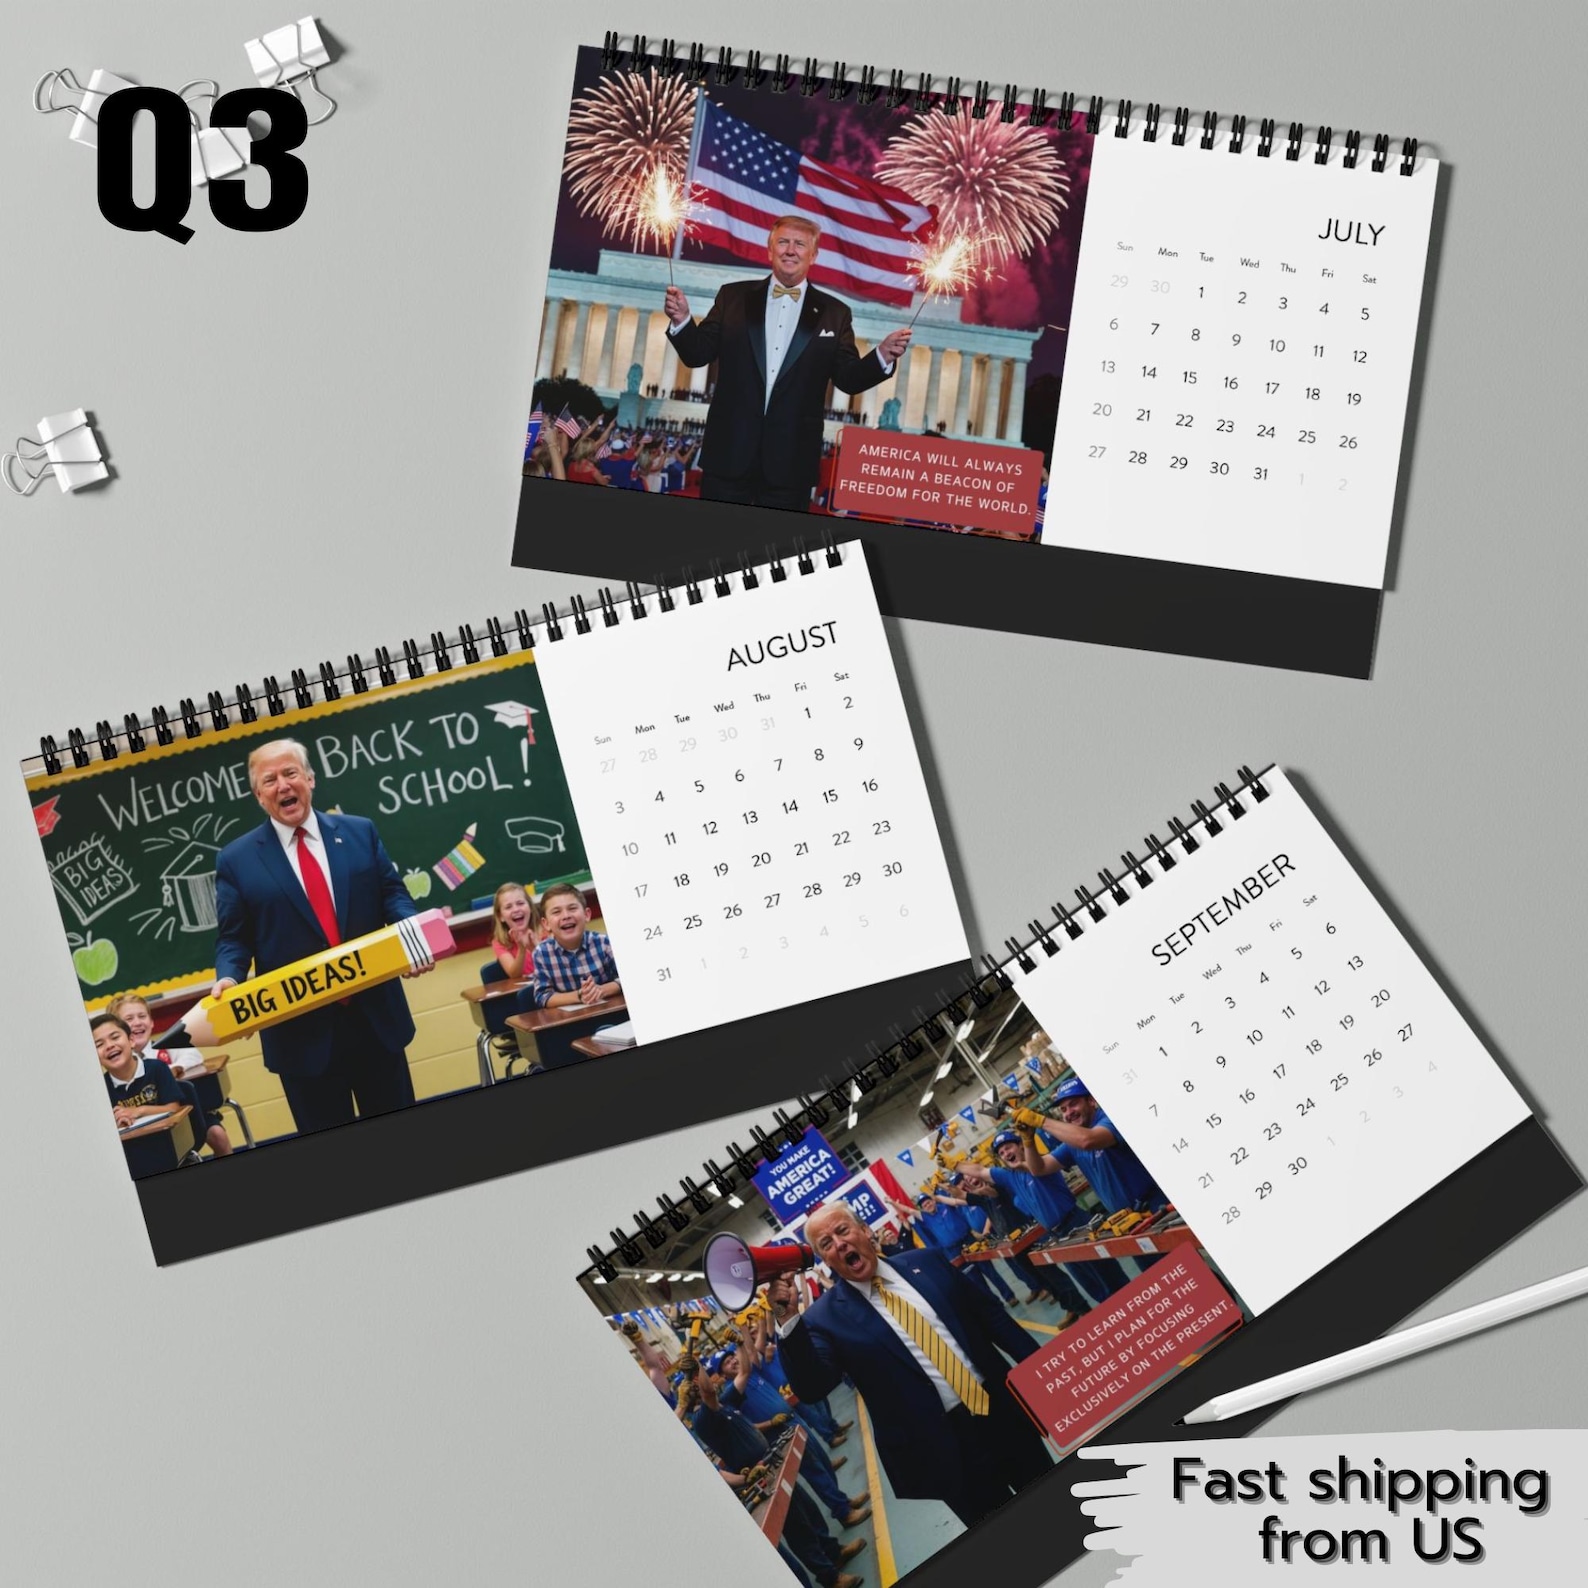 Q3
JULY
Sun Mon Tue Wed Thu Fri Sat
29 30 1 2 3 4 5
6 7 8 9 10 11 12
13 14 15 16 17 18 19
20 21 22 23 24 25 26
27 28 29 30 31 1 2
AMERICA WILL ALWAYS
REMAIN A BEACON OF
FREEDOM FOR THE WORLD.
AUGUST
Sun Mon Tue Wed Thu Fri Sat
27 28 29 30 31 1 2
3 4 5 6 7 8 9
10 11 12 13 14 15 16
17 18 19 20 21 22 23
24 25 26 27 28 29 30
31 1 2 3 4 5 6
WELCOME BACK TO
SCHOOL!
BIG
IDEAS
BIG IDEAS!
SEPTEMBER
Sun Mon Tue Wed Thu Fri Sat
31 1 2 3 4 5 6
7 8 9 10 11 12 13
14 15 16 17 18 19 20
21 22 23 24 25 26 27
28 29 30 1 2 3 4
YOU MAKE
AMERICA
GREAT!
I TRY TO LEARN FROM THE
PAST, BUT I PLAN FOR THE
FUTURE BY FOCUSING
EXCLUSIVELY ON THE PRESENT.
Fast shipping
from US